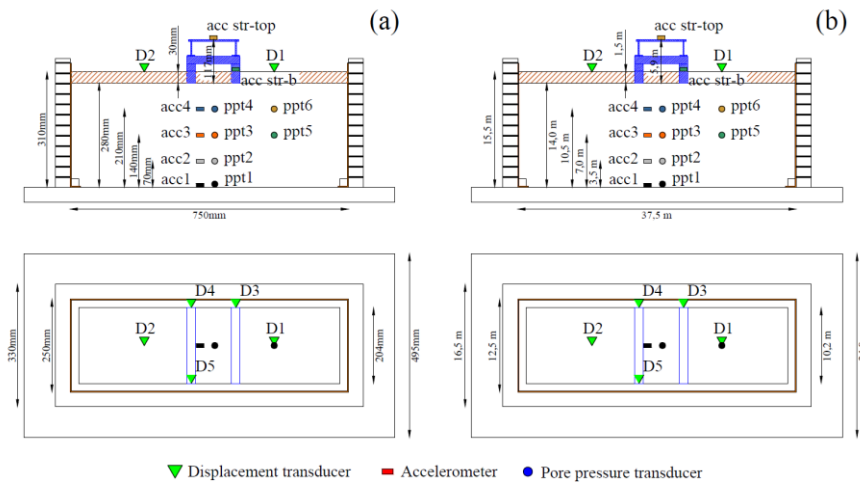 acc str-top
(a)
D2
D1
30mm
117mm
acc str-b
acc4
ppt4
ppt6
acc3
ppt3
ppt5
acc2
ppt2
acc1
ppt1
310mm
280mm
210mm
140mm
70mm
750mm
acc str-top
(b)
D2
D1
1,5 m
5,9 m
acc str-b
acc4
ppt4
ppt6
acc3
ppt3
ppt5
acc2
ppt2
acc1
ppt1
15,5 m
14,0 m
10,5 m
7,0 m
3,5 m
37,5 m
D4
D3
D2
D1
D5
330mm
250mm
204mm
495mm
D4
D3
D2
D1
D5
16,5 m
12,5 m
10,2 m
Displacement transducer
Accelerometer
Pore pressure transducer